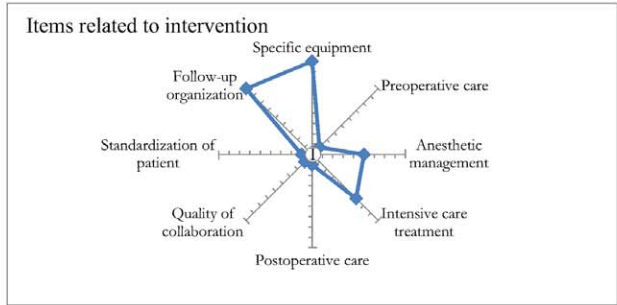 Items related to intervention
Specific equipment
Follow-up
organization
Preoperative care
Standardization of
patient
1
Anesthetic
management
Quality of
collaboration
Intensive care
treatment
Postoperative care